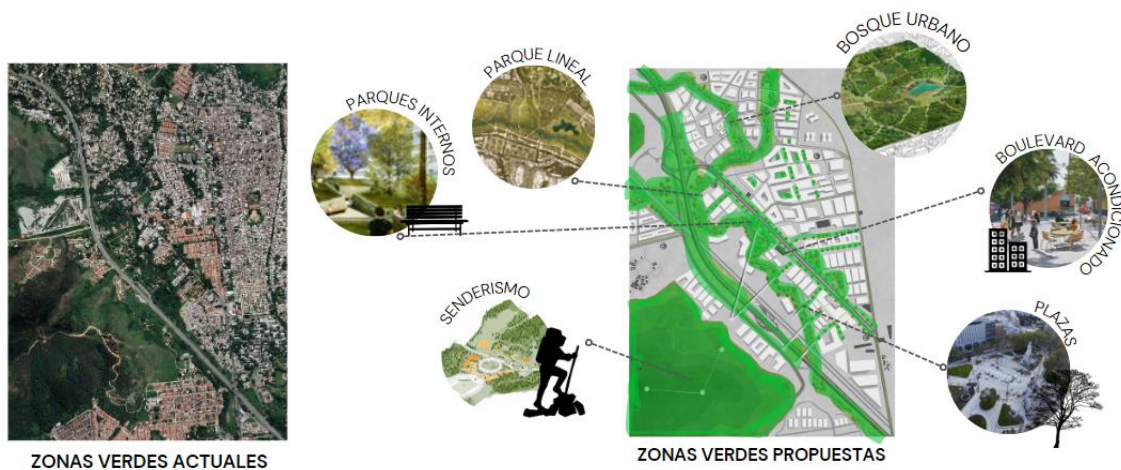 PARQUES INTERNOS
PARQUE LINEAL
BOSQUE URBANO
BOULEVARD ACONDICIONADO
SENDERISMO
PLAZAS
ZONAS VERDES ACTUALES
ZONAS VERDES PROPUESTAS